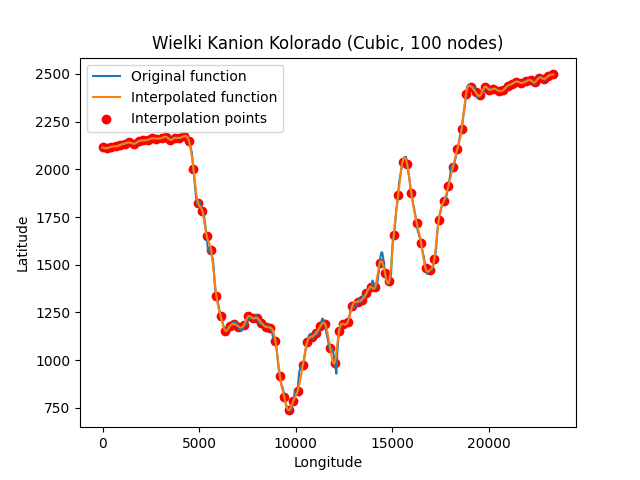 Wielki Kanion Kolorado (Cubic, 100 nodes)
Original function
Interpolated function
Interpolation points
2500
2250
2000
1750
1500
1250
1000
750
Latitude
0 5000 10000 15000 20000
Longitude